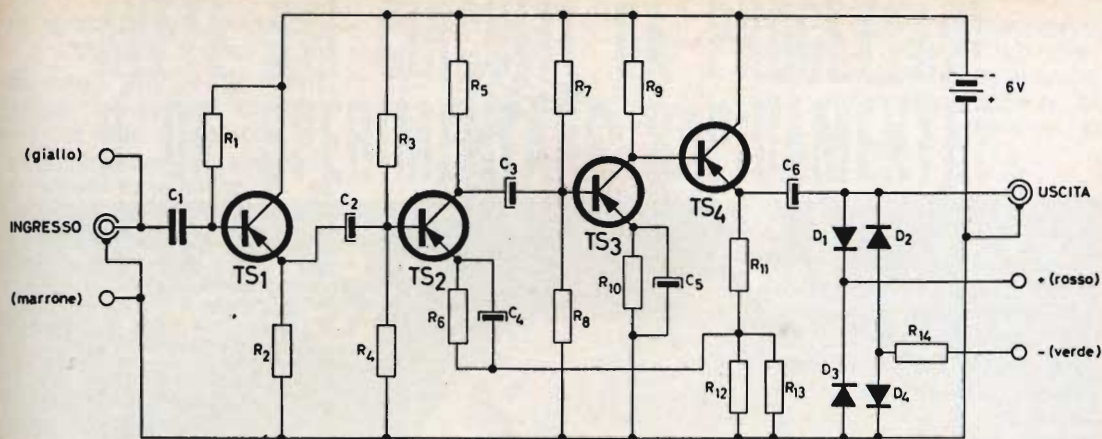 R5
R7
R9
-
6V
+
(giallo)
R1
R3
TS4
C1
C3
C6
INGRESSO
C2
USCITA
TS1
TS2
TS3
D1
D2
R11
R10
C5
+ (rosso)
(marrone)
R6
C4
R8
R14
R2
R4
- (verde)
R12
R13
D3
D4